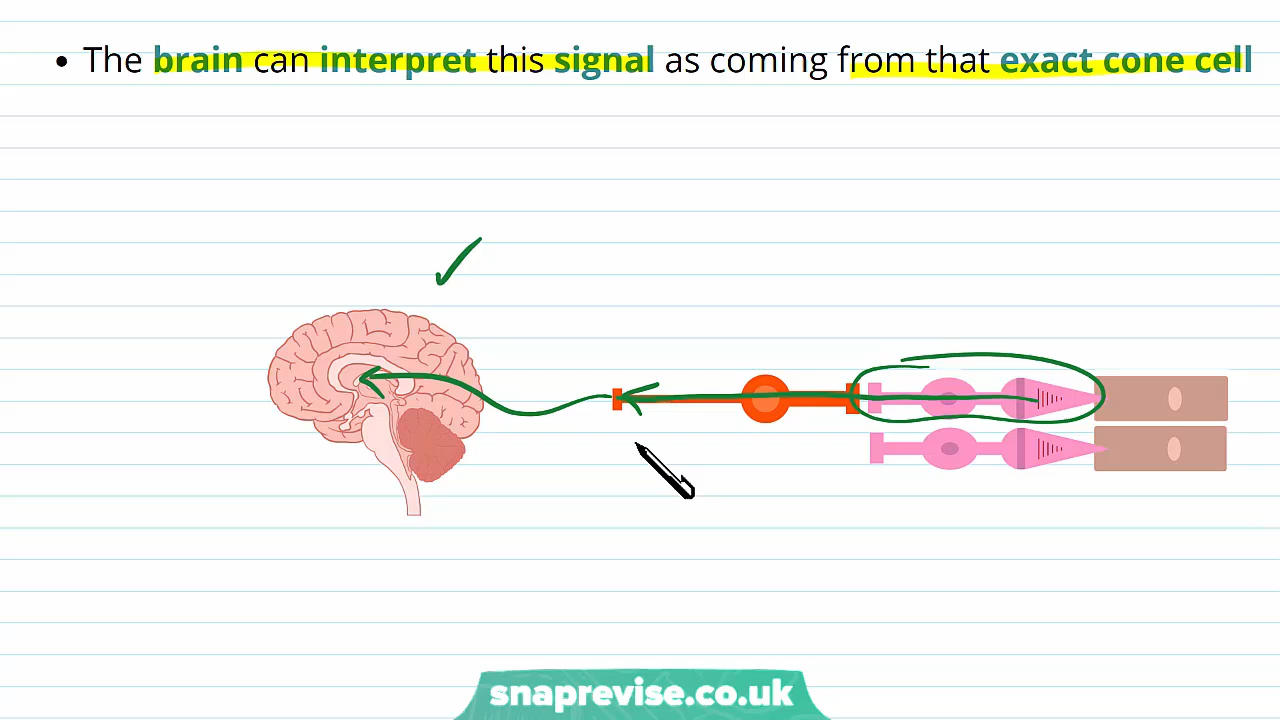 • The brain can interpret this signal as coming from that exact cone cell
snaprevise.co.uk